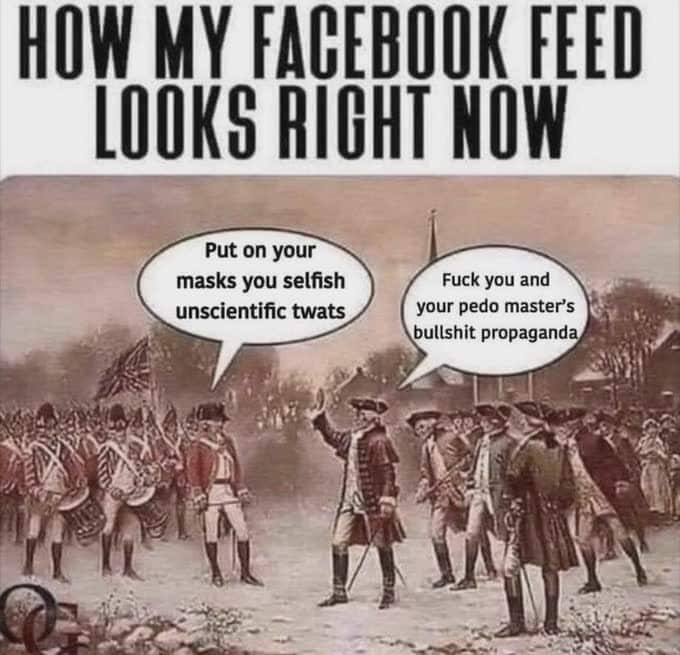 HOW MY FACEBOOK FEED
LOOKS RIGHT NOW
Put on your
masks you selfish
unscientific twats
Fuck you and
your pedo master's
bullshit propaganda